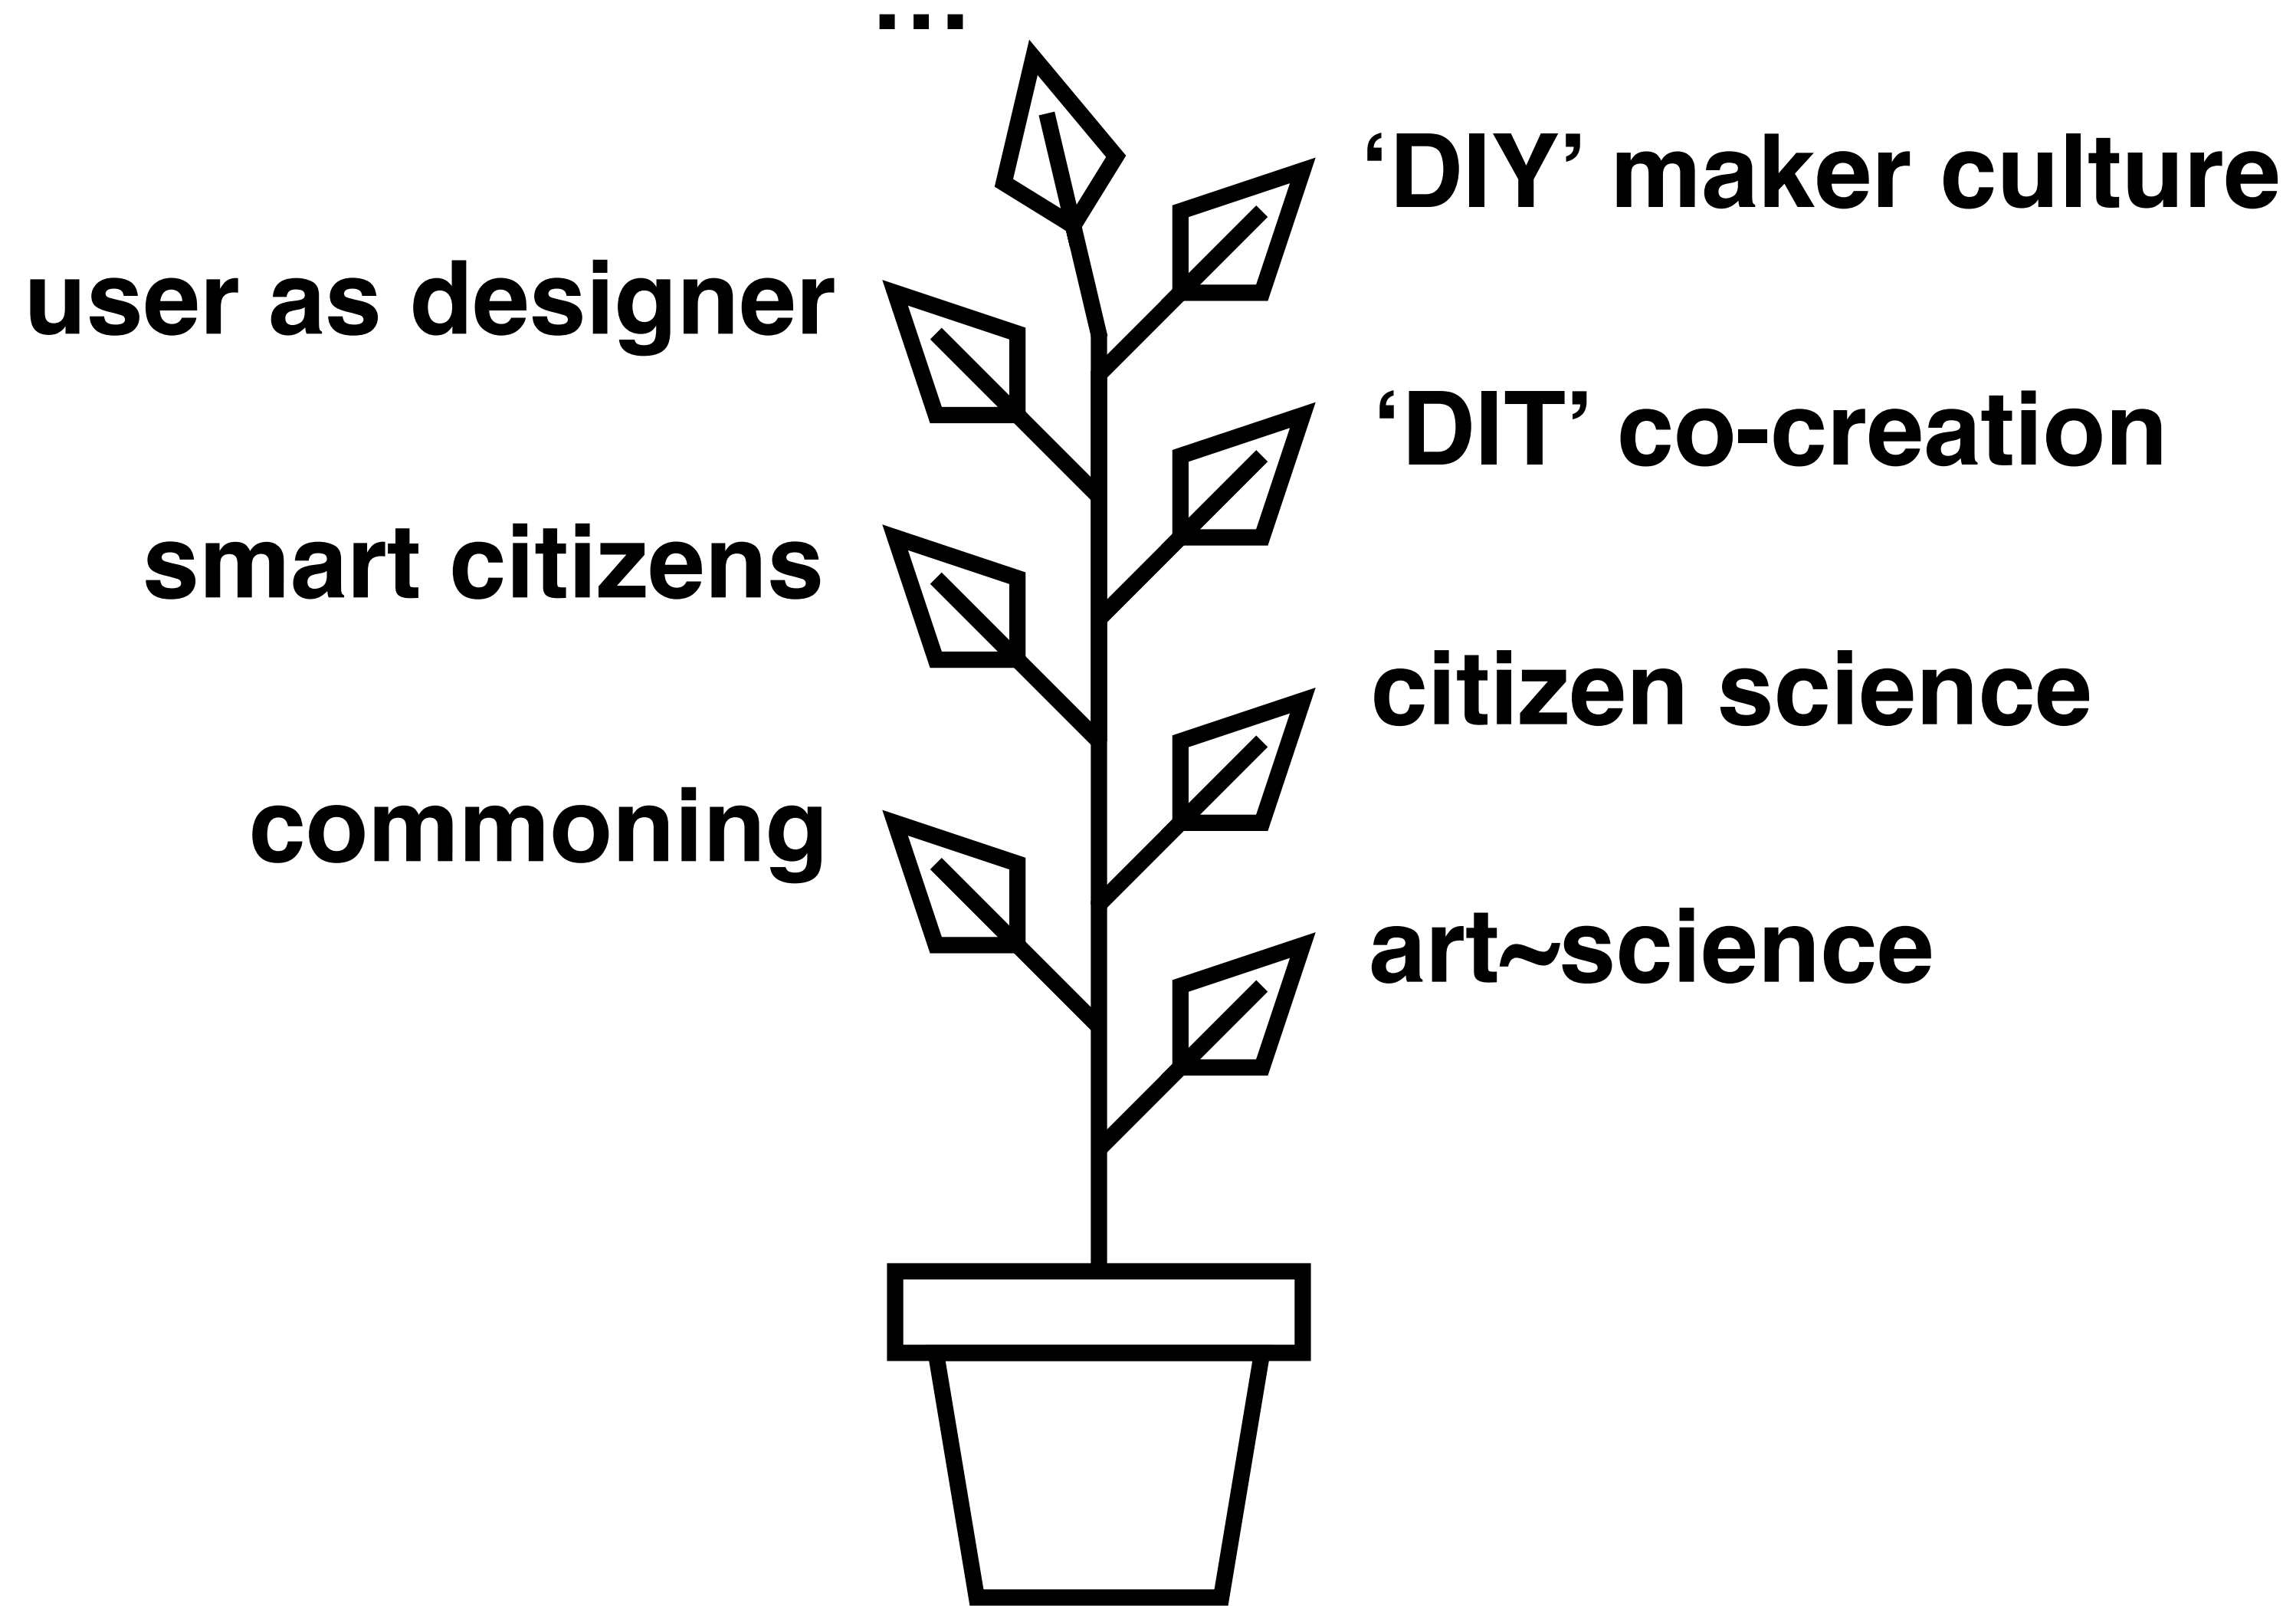 ...
‘DIY’ maker culture
user as designer
‘DIT’ co-creation
smart citizens
citizen science
commoning
art~science